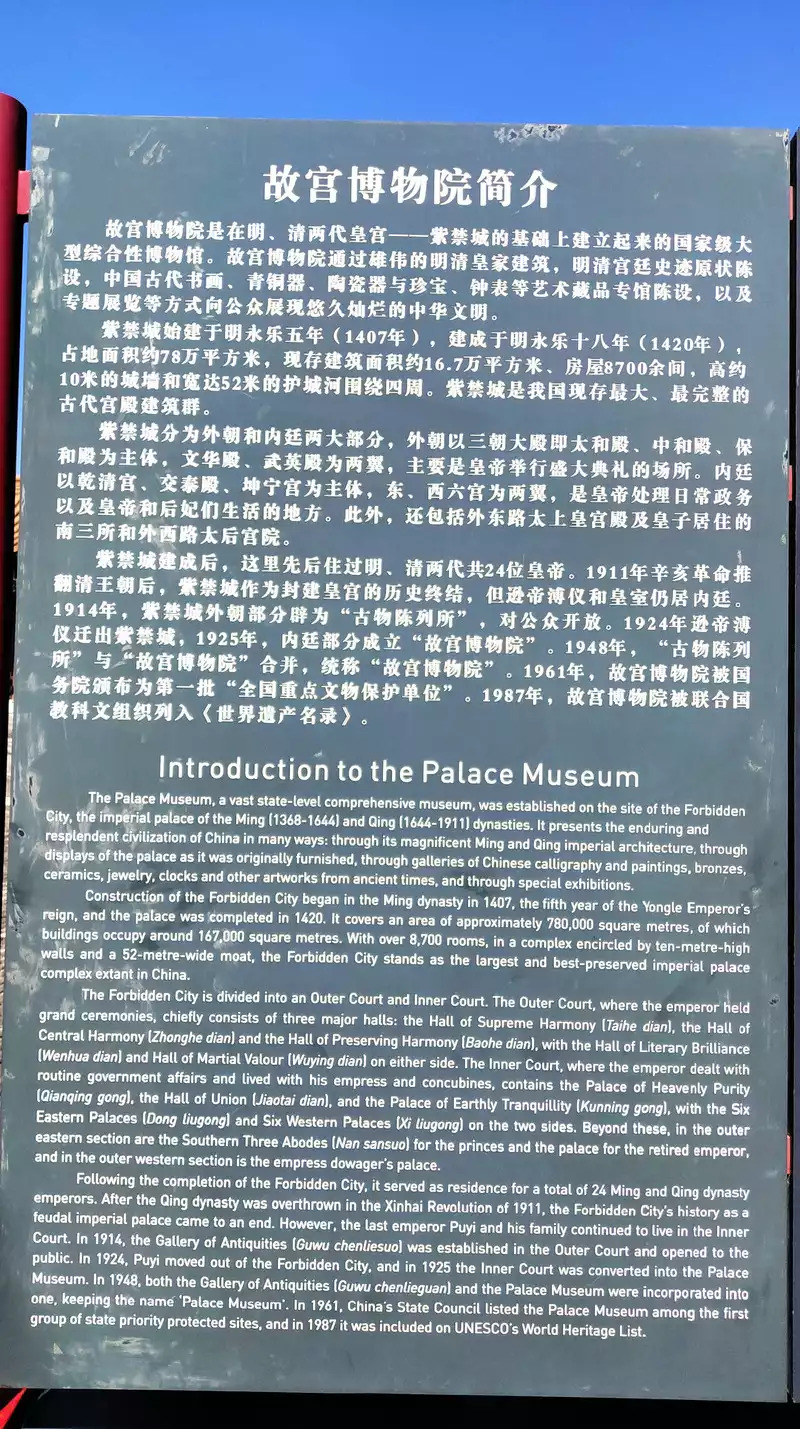 故宫博物院简介
故宫博物院是在明、清两代皇宫——紫禁城的基础上建立起来的国家级大
型综合性博物馆。故宫博物院通过雄伟的明清皇家建筑，明清宫廷史迹原状陈
设，中国古代书画、青铜器、陶瓷器与珍宝、钟表等艺术藏品专馆陈设，以及
专题展览等方式向公众展现悠久灿烂的中华文明。
紫禁城始建于明永乐五年（1407年），建成于明永乐十八年（1420年），
占地面积约78万平方米，现存建筑面积约16.7万平方米、房屋8700余间，高约
10米的城墙和宽达52米的护城河围绕四周。紫禁城是我国现存最大、最完整的
古代宫殿建筑群。
紫禁城分为外朝和内廷两大部分，外朝以三朝大殿即太和殿、中和殿、保
和殿为主体，文华殿、武英殿为两翼，主要是皇帝举行盛大典礼的场所。内廷
以乾清宫、交泰殿、坤宁宫为主体，东、西六宫为两翼，是皇帝处理日常政务
以及皇帝和后妃们生活的地方。此外，还包括外东路太上皇宫殿及皇子居住的
南三所和外西路太后宫院。
紫禁城建成后，这里先后住过明、清两代共24位皇帝。1911年辛亥革命推
翻清王朝后，紫禁城作为封建皇宫的历史终结，但逊帝溥仪和皇室仍居内廷。
1914年，紫禁城外朝部分辟为“古物陈列所”，对公众开放。1924年逊帝溥
仪迁出紫禁城，1925年，内廷部分成立“故宫博物院”。1948年，“古物陈列
所”与“故宫博物院”合并，统称“故宫博物院”。1961年，故宫博物院被国
务院颁布为第一批“全国重点文物保护单位”。1987年，故宫博物院被联合国
教科文组织列入《世界遗产名录》。
Introduction to the Palace Museum
The Palace Museum, a vast state-level comprehensive museum, was established on the site of the Forbidden
City, the imperial palace of the Ming (1368-1644) and Qing (1644-1911) dynasties. It presents the enduring and
resplendent civilization of China in many ways: through its magnificent Ming and Qing imperial architecture, through
displays of the palace as it was originally furnished, through galleries of Chinese calligraphy and paintings, bronzes,
ceramics, jewelry, clocks and other artworks from ancient times, and through special exhibitions.
Construction of the Forbidden City began in the Ming dynasty in 1407, the fifth year of the Yongle Emperor's
reign, and the palace was completed in 1420. It covers an area of approximately 780,000 square metres, of which
buildings occupy around 167,000 square metres. With over 8,700 rooms, in a complex encircled by ten-metre-high
walls and a 52-metre-wide moat, the Forbidden City stands as the largest and best-preserved imperial palace
complex extant in China.
The Forbidden City is divided into an Outer Court and Inner Court. The Outer Court, where the emperor held
grand ceremonies, chiefly consists of three major halls: the Hall of Supreme Harmony (Taihe dian), the Hall of
Central Harmony (Zhonghe dian) and the Hall of Preserving Harmony (Baohe dian), with the Hall of Literary Brilliance
(Wenhua dian) and Hall of Martial Valour (Wuying dian) on either side. The Inner Court, where the emperor dealt with
routine government affairs and lived with his empress and concubines, contains the Palace of Heavenly Purity
(Qianqing gong), the Hall of Union (Jiaotai dian), and the Palace of Earthly Tranquillity (Kunning gong), with the Six
Eastern Palaces (Dong liugong) and Six Western Palaces (Xi liugong) on the two sides. Beyond these, in the outer
eastern section are the Southern Three Abodes (Nan sansuo) for the princes and the palace for the retired emperor,
and in the outer western section is the empress dowager's palace.
Following the completion of the Forbidden City, it served as residence for a total of 24 Ming and Qing dynasty
emperors. After the Qing dynasty was overthrown in the Xinhai Revolution of 1911, the Forbidden City's history as a
feudal imperial palace came to an end. However, the last emperor Puyi and his family continued to live in the Inner
Court. In 1914, the Gallery of Antiquities (Guwu chenliesuo) was established in the Outer Court and opened to the
public. In 1924, Puyi moved out of the Forbidden City, and in 1925 the Inner Court was converted into the Palace
Museum. In 1948, both the Gallery of Antiquities (Guwu chenlieguan) and the Palace Museum were incorporated into
one, keeping the name 'Palace Museum'. In 1961, China's State Council listed the Palace Museum among the first
group of state priority protected sites, and in 1987 it was included on UNESCO's World Heritage List.